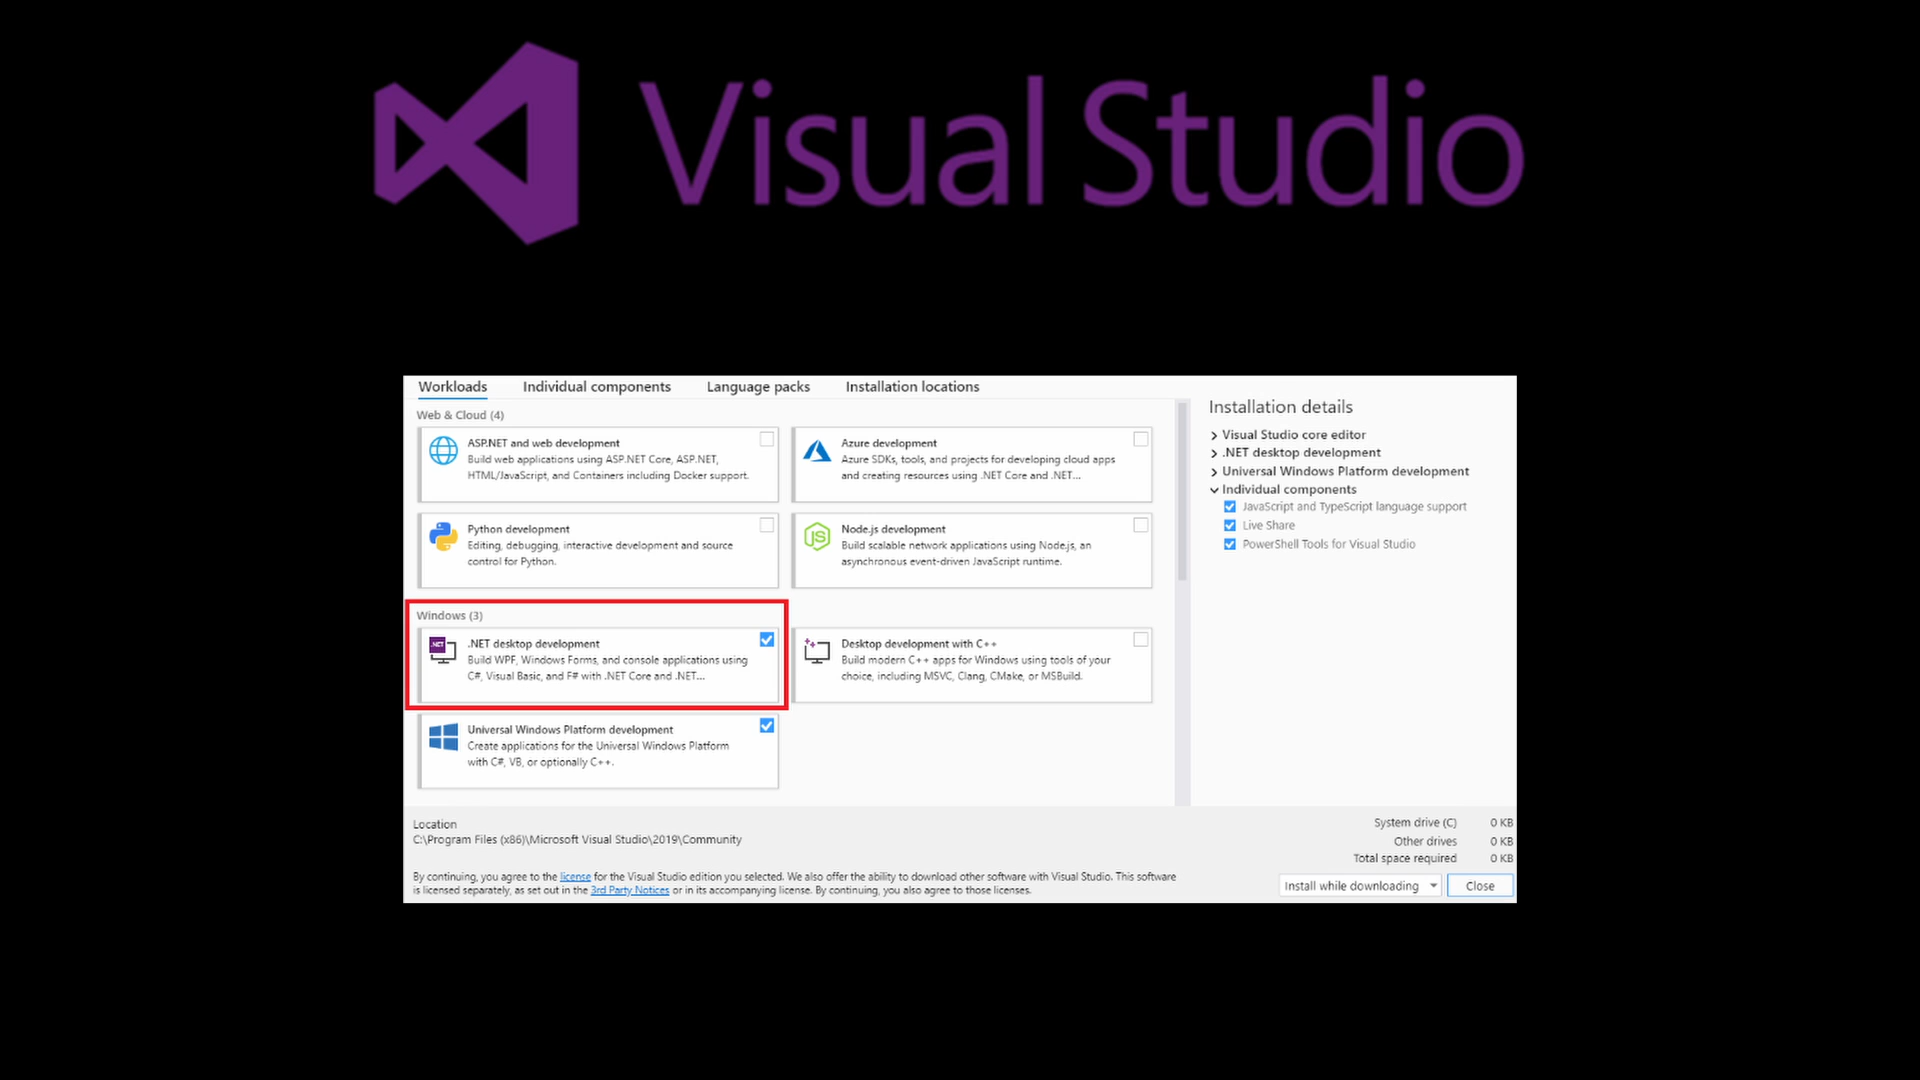 Visual Studio
Workloads Individual components Language packs Installation locations
Web & Cloud (4)
ASP.NET and web development
Build web applications using ASP.NET Core, ASP.NET,
HTML/JavaScript, and Containers including Docker support.
Azure development
Azure SDKs, tools, and projects for developing cloud apps
and creating resources using .NET Core and .NET...
Python development
Editing, debugging, interactive development and source
control for Python.
JS
Node.js development
Build scalable network applications using Node.js, an
asynchronous event-driven JavaScript runtime.
Windows (3)
.NET
.NET desktop development
Build WPF, Windows Forms, and console applications using
C#, Visual Basic, and F# with .NET Core and .NET...
Desktop development with C++
Build modern C++ apps for Windows using tools of your
choice, including MSVC, Clang, CMake, or MSBuild.
Universal Windows Platform development
Create applications for the Universal Windows Platform
with C#, VB, or optionally C++.
Installation details
Visual Studio core editor
.NET desktop development
Universal Windows Platform development
Individual components
JavaScript and TypeScript language support
Live Share
PowerShell Tools for Visual Studio
Location
C:\Program Files (x86)\Microsoft Visual Studio\2019\Community
System drive (C) 0 KB
Other drives 0 KB
Total space required 0 KB
By continuing, you agree to the license for the Visual Studio edition you selected. We also offer the ability to download other software with Visual Studio. This software
is licensed separately, as set out in the 3rd Party Notices or in its accompanying license. By continuing, you also agree to those licenses.
Install while downloading
Close